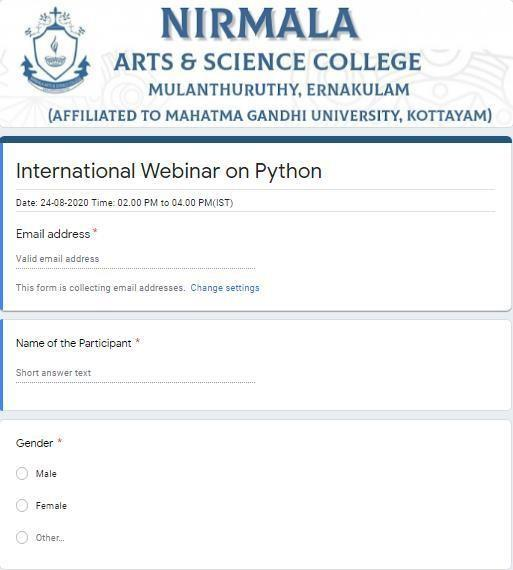 NIRMALA
ARTS & SCIENCE COLLEGE
MULANTHURUTHY, ERNAKULAM
(AFFILIATED TO MAHATMA GANDHI UNIVERSITY, KOTTAYAM)
International Webinar on Python
Date: 24-08-2020 Time: 02.00 PM to 04.00 PM(IST)
Email address *
Valid email address
This form is collecting email addresses. Change settings
Name of the Participant *
Short answer text
Gender *
Male
Female
Other...